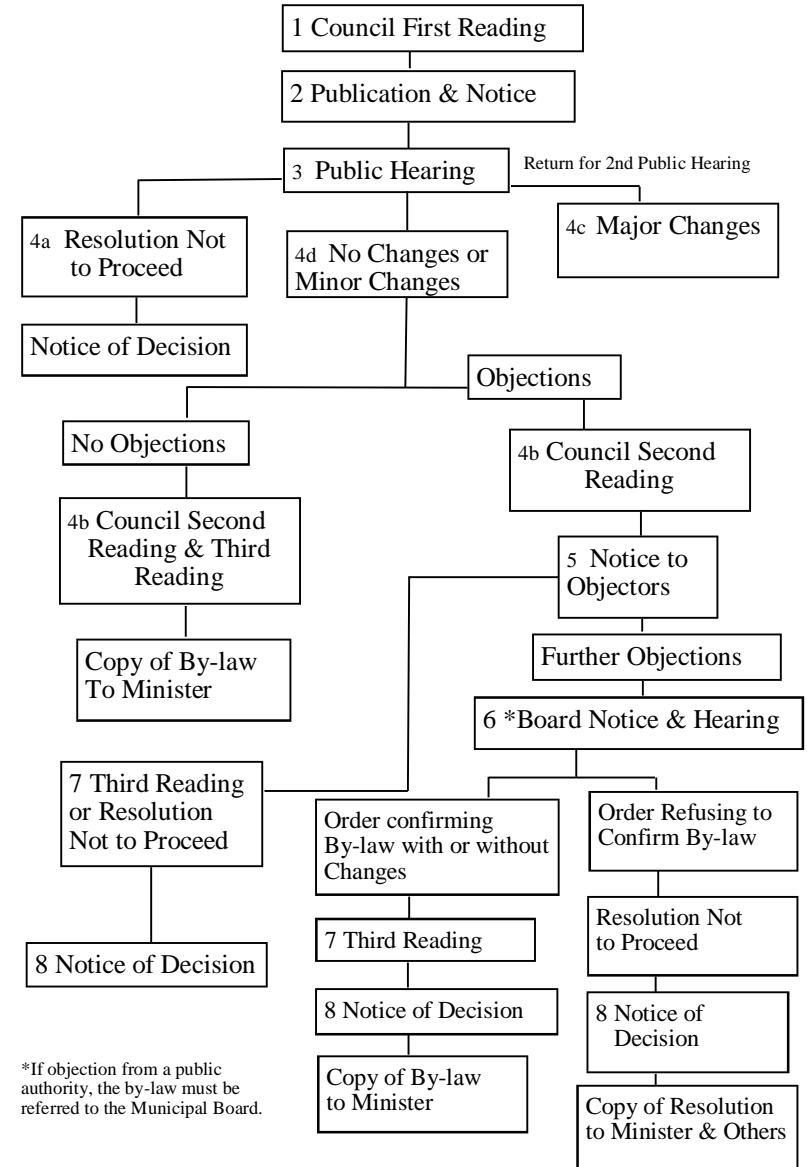 1 Council First Reading
2 Publication & Notice
3 Public Hearing
Return for 2nd Public Hearing
4a Resolution Not
to Proceed
4d No Changes or
Minor Changes
4c Major Changes
Notice of Decision
Objections
No Objections
4b Council Second
Reading
4b Council Second
Reading & Third
Reading
5 Notice to
Objectors
Copy of By-law
To Minister
Further Objections
6 *Board Notice & Hearing
7 Third Reading
or Resolution
Not to Proceed
Order confirming
By-law with or without
Changes
Order Refusing to
Confirm By-law
7 Third Reading
Resolution Not
to Proceed
8 Notice of Decision
8 Notice of Decision
8 Notice of
Decision
*If objection from a public
authority, the by-law must be
referred to the Municipal Board.
Copy of By-law
to Minister
Copy of Resolution
to Minister & Others